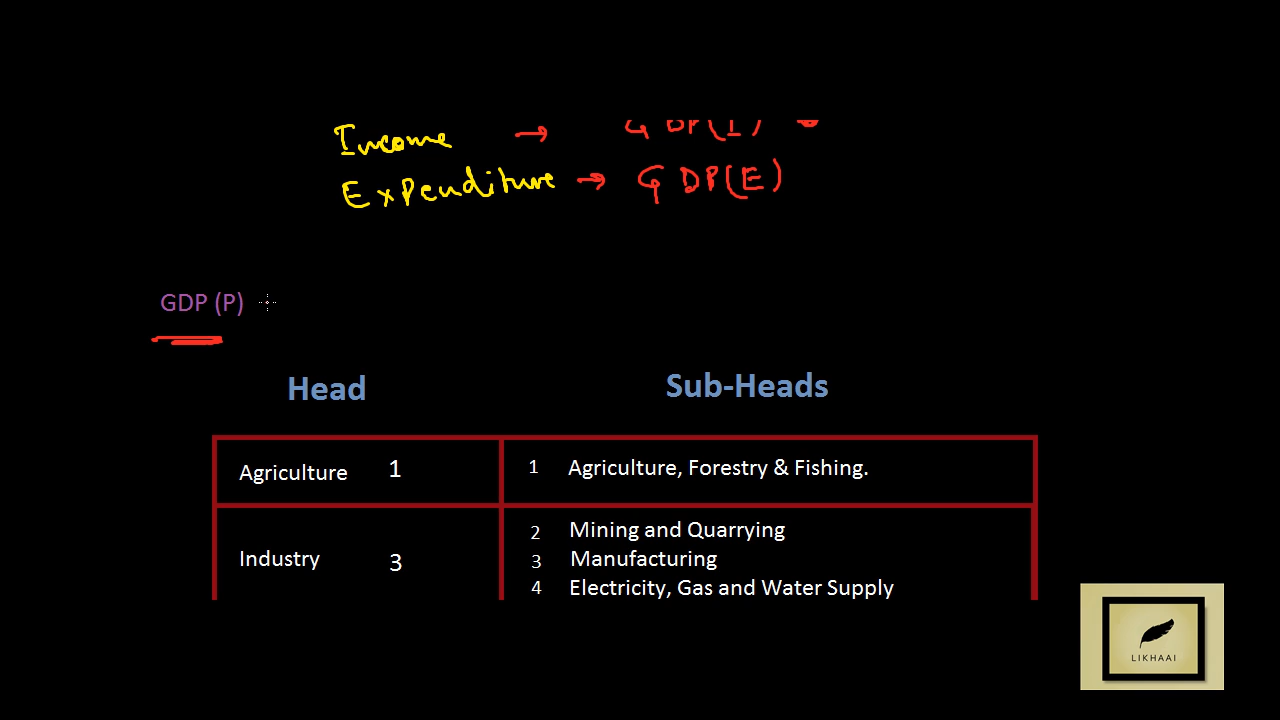 Income → GDP(I)
Expenditure → GDP(E)
GDP (P)
Head Sub-Heads
Agriculture 1 1 Agriculture, Forestry & Fishing.
Industry 3 2 Mining and Quarrying
3 Manufacturing
4 Electricity, Gas and Water Supply
LIKHAAI